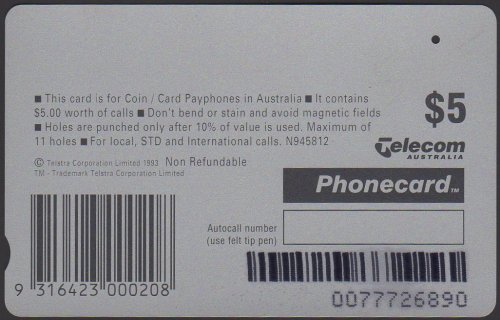 ■ This card is for Coin / Card Payphones in Australia ■ It contains
$5.00 worth of calls ■ Don't bend or stain and avoid magnetic fields
■ Holes are punched only after 10% of value is used. Maximum of
11 holes ■ For local, STD and International calls. N945812
$5
Telecom
AUSTRALIA
© Telstra Corporation Limited 1993 Non Refundable
TM - Trademark Telstra Corporation Limited
Phonecard TM
Autocall number
(use felt tip pen)
9 316423 000208
0077726890